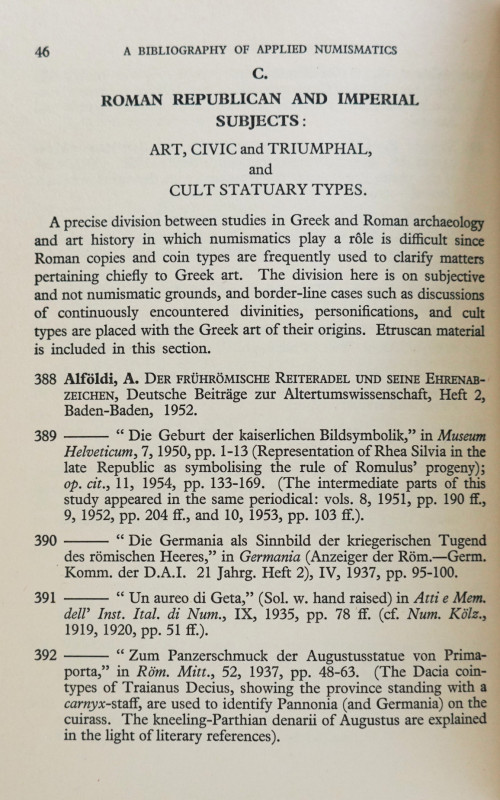 46 A BIBLIOGRAPHY OF APPLIED NUMISMATICS
C.
ROMAN REPUBLICAN AND IMPERIAL
SUBJECTS :
ART, CIVIC and TRIUMPHAL,
and
CULT STATUARY TYPES.
A precise division between studies in Greek and Roman archaeology
and art history in which numismatics play a rôle is difficult since
Roman copies and coin types are frequently used to clarify matters
pertaining chiefly to Greek art. The division here is on subjective
and not numismatic grounds, and border-line cases such as discussions
of continuously encountered divinities, personifications, and cult
types are placed with the Greek art of their origins. Etruscan material
is included in this section.
388 Alföldi, A. DER FRÜHRÖMISCHE REITERADEL UND SEINE EHRENAB-
ZEICHEN, Deutsche Beiträge zur Altertumswissenschaft, Heft 2,
Baden-Baden, 1952.
389 ——— “ Die Geburt der kaiserlichen Bildsymbolik,” in Museum
Helveticum, 7, 1950, pp. 1-13 (Representation of Rhea Silvia in the
late Republic as symbolising the rule of Romulus’ progeny);
op. cit., 11, 1954, pp. 133-169. (The intermediate parts of this
study appeared in the same periodical: vols. 8, 1951, pp. 190 ff.,
9, 1952, pp. 204 ff., and 10, 1953, pp. 103 ff.).
390 ——— “ Die Germania als Sinnbild der kriegerischen Tugend
des römischen Heeres,” in Germania (Anzeiger der Röm.—Germ.
Komm. der D.A.I. 21 Jahrg. Heft 2), IV, 1937, pp. 95-100.
391 ——— “ Un aureo di Geta,” (Sol. w. hand raised) in Atti e Mem.
dell’ Inst. Ital. di Num., IX, 1935, pp. 78 ff. (cf. Num. Kölz.,
1919, 1920, pp. 51 ff.).
392 ——— “ Zum Panzerschmuck der Augustusstatue von Prima-
porta,” in Röm. Mitt., 52, 1937, pp. 48-63. (The Dacia coin-
types of Traianus Decius, showing the province standing with a
carnyx-staff, are used to identify Pannonia (and Germania) on the
cuirass. The kneeling-Parthian denarii of Augustus are explained
in the light of literary references).